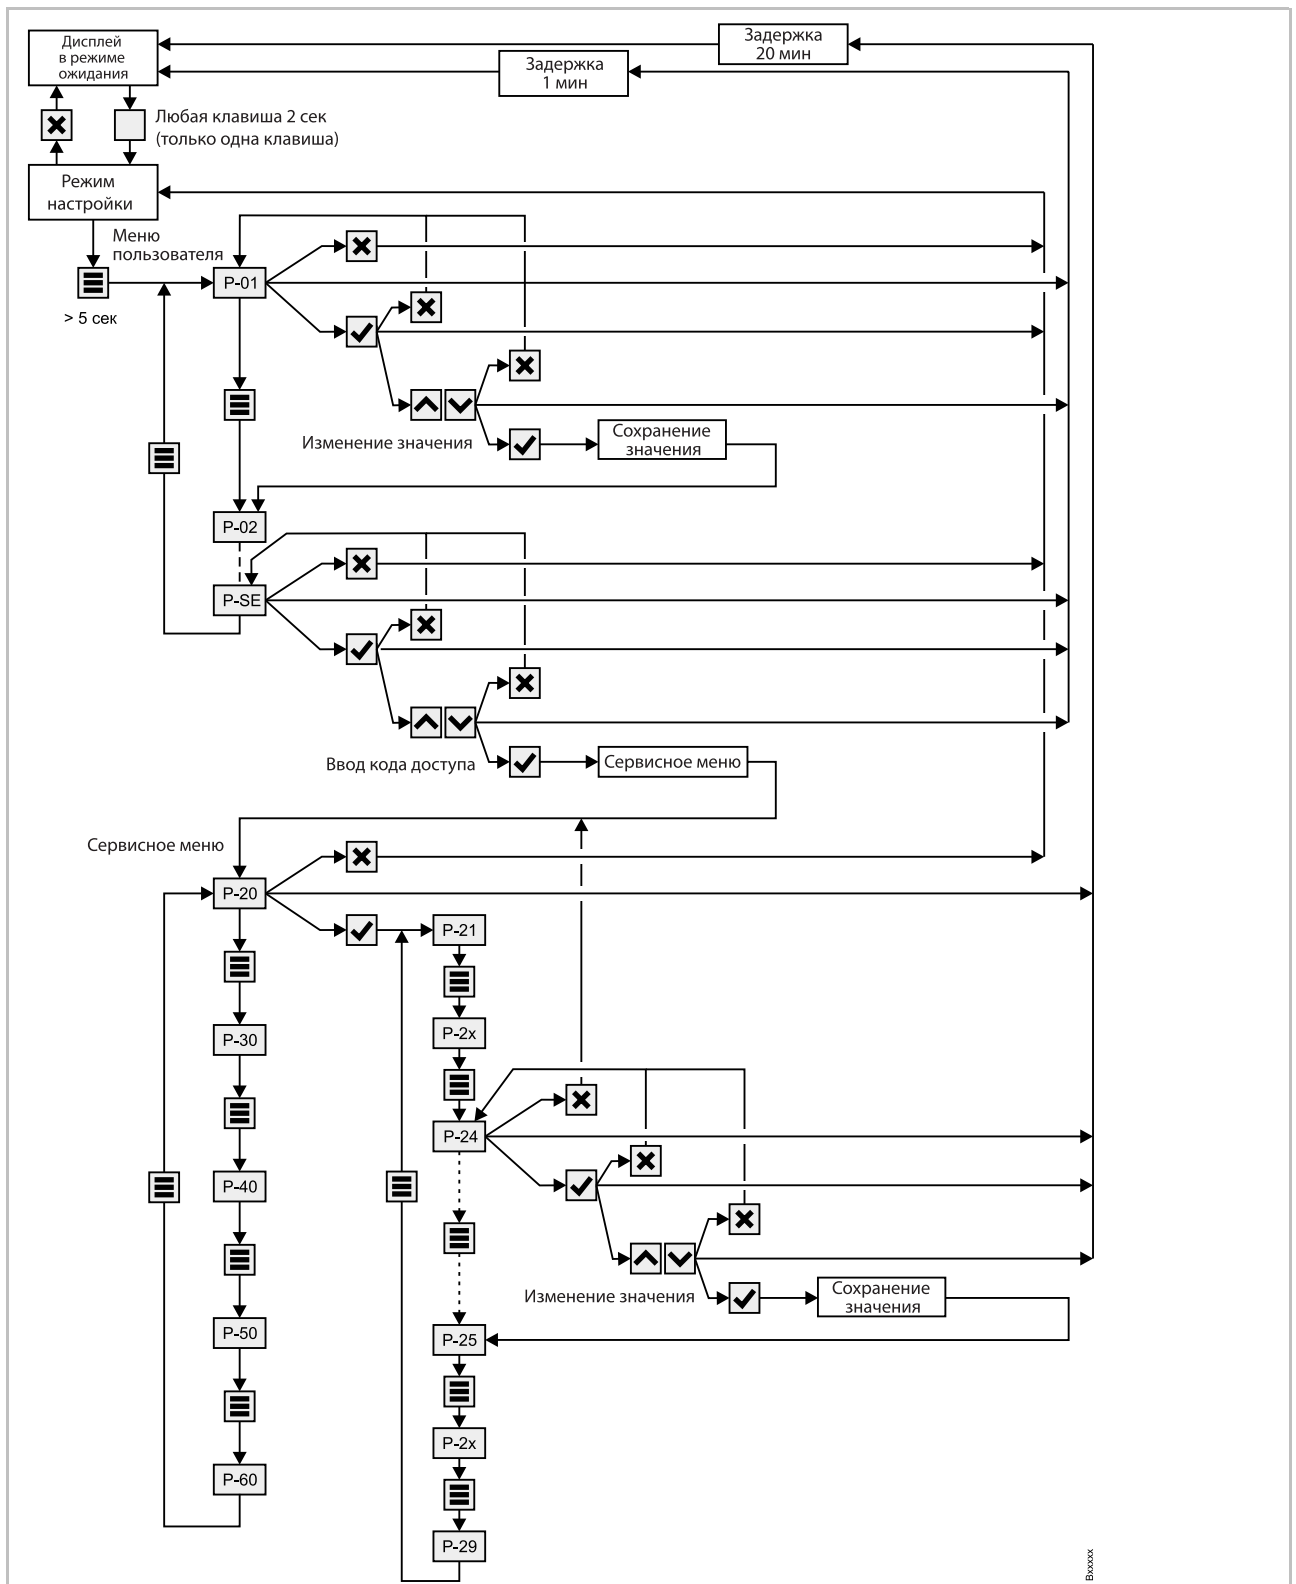 Дисплей
в режиме
ожидания
Задержка
20 мин
Задержка
1 мин
Любая клавиша 2 сек
(только одна клавиша)
Режим
настройки
Меню
пользователя
P-01
> 5 сек
Изменение значения
Сохранение
значения
P-02
P-SE
Ввод кода доступа
Сервисное меню
Сервисное меню
P-20
P-21
P-2x
P-30
P-24
P-40
Изменение значения
Сохранение
значения
P-50
P-25
P-2x
P-60
P-29
Bxxxxx